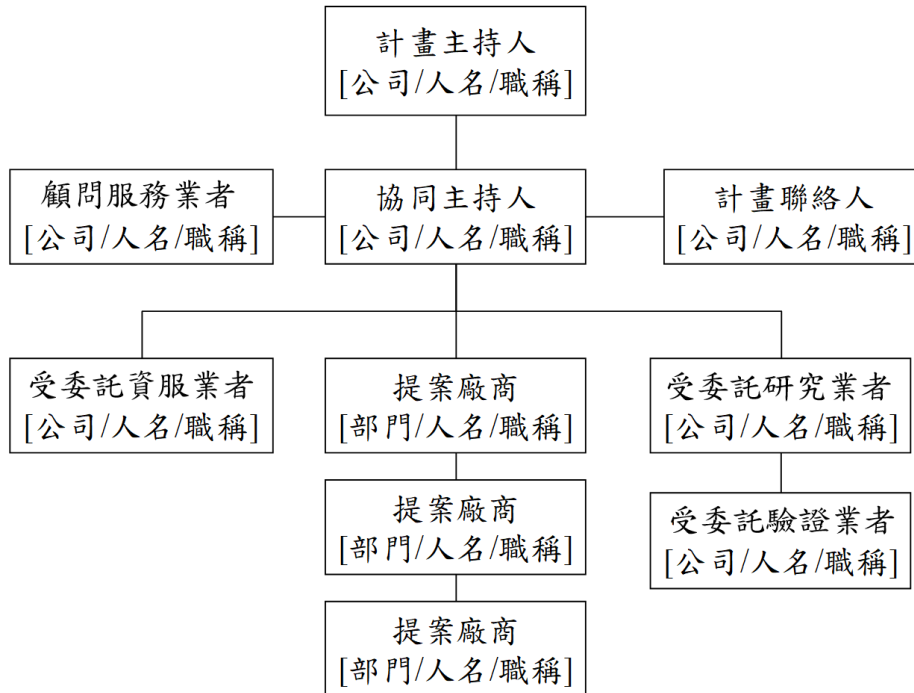 計畫主持人
[公司/人名/職稱]
顧問服務業者
[公司/人名/職稱]
協同主持人
[公司/人名/職稱]
計畫聯絡人
[公司/人名/職稱]
受委託資服業者
[公司/人名/職稱]
提案廠商
[部門/人名/職稱]
受委託研究業者
[公司/人名/職稱]
提案廠商
[部門/人名/職稱]
受委託驗證業者
[公司/人名/職稱]
提案廠商
[部門/人名/職稱]